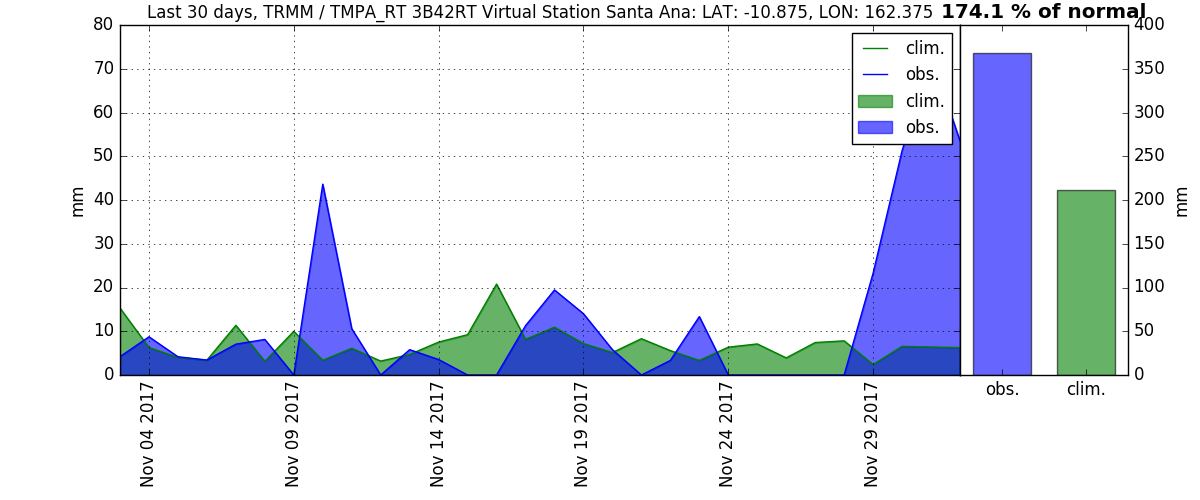 Last 30 days, TRMM / TMPA_RT 3B42RT Virtual Station Santa Ana: LAT: -10.875, LON: 162.375 174.1 % of normal
80
70
60
50
40
30
20
10
0
mm
clim.
obs.
clim.
obs.
400
350
300
250
200
150
100
50
0
mm
Nov 04 2017
Nov 09 2017
Nov 14 2017
Nov 19 2017
Nov 24 2017
Nov 29 2017
obs.
clim.